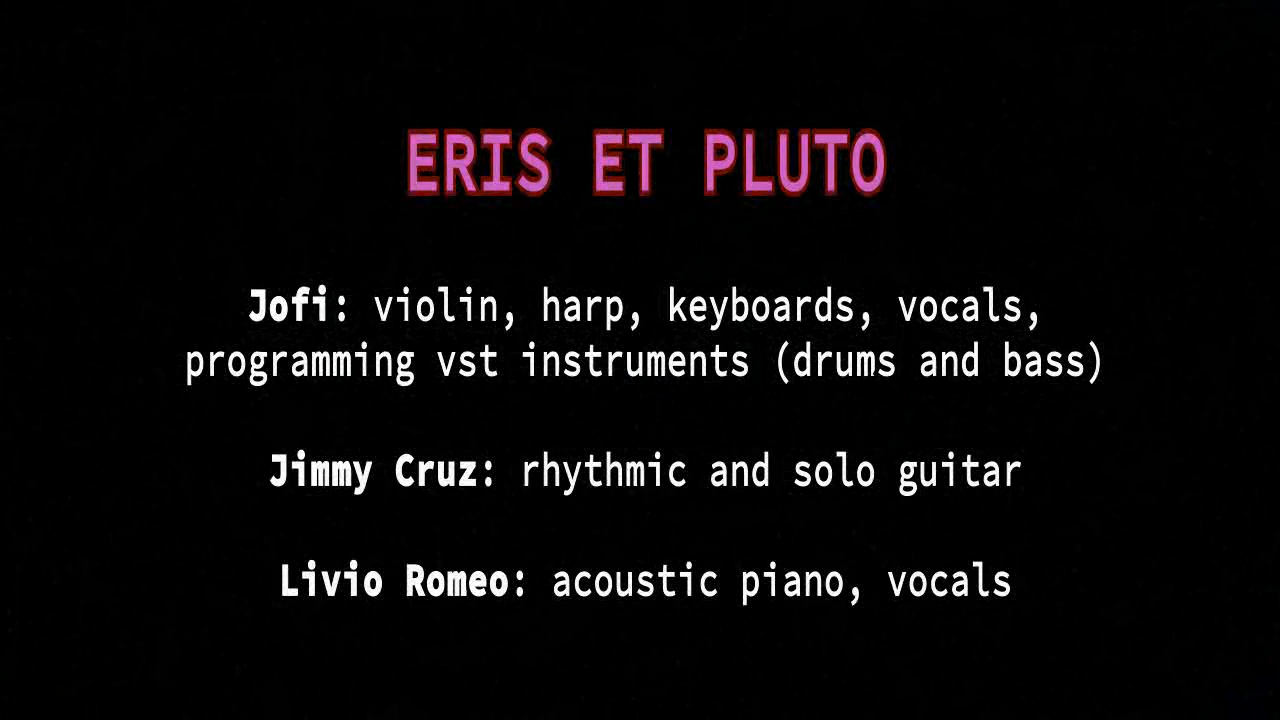 ERIS ET PLUTO
Jofi: violin, harp, keyboards, vocals,
programming vst instruments (drums and bass)
Jimmy Cruz: rhythmic and solo guitar
Livio Romeo: acoustic piano, vocals